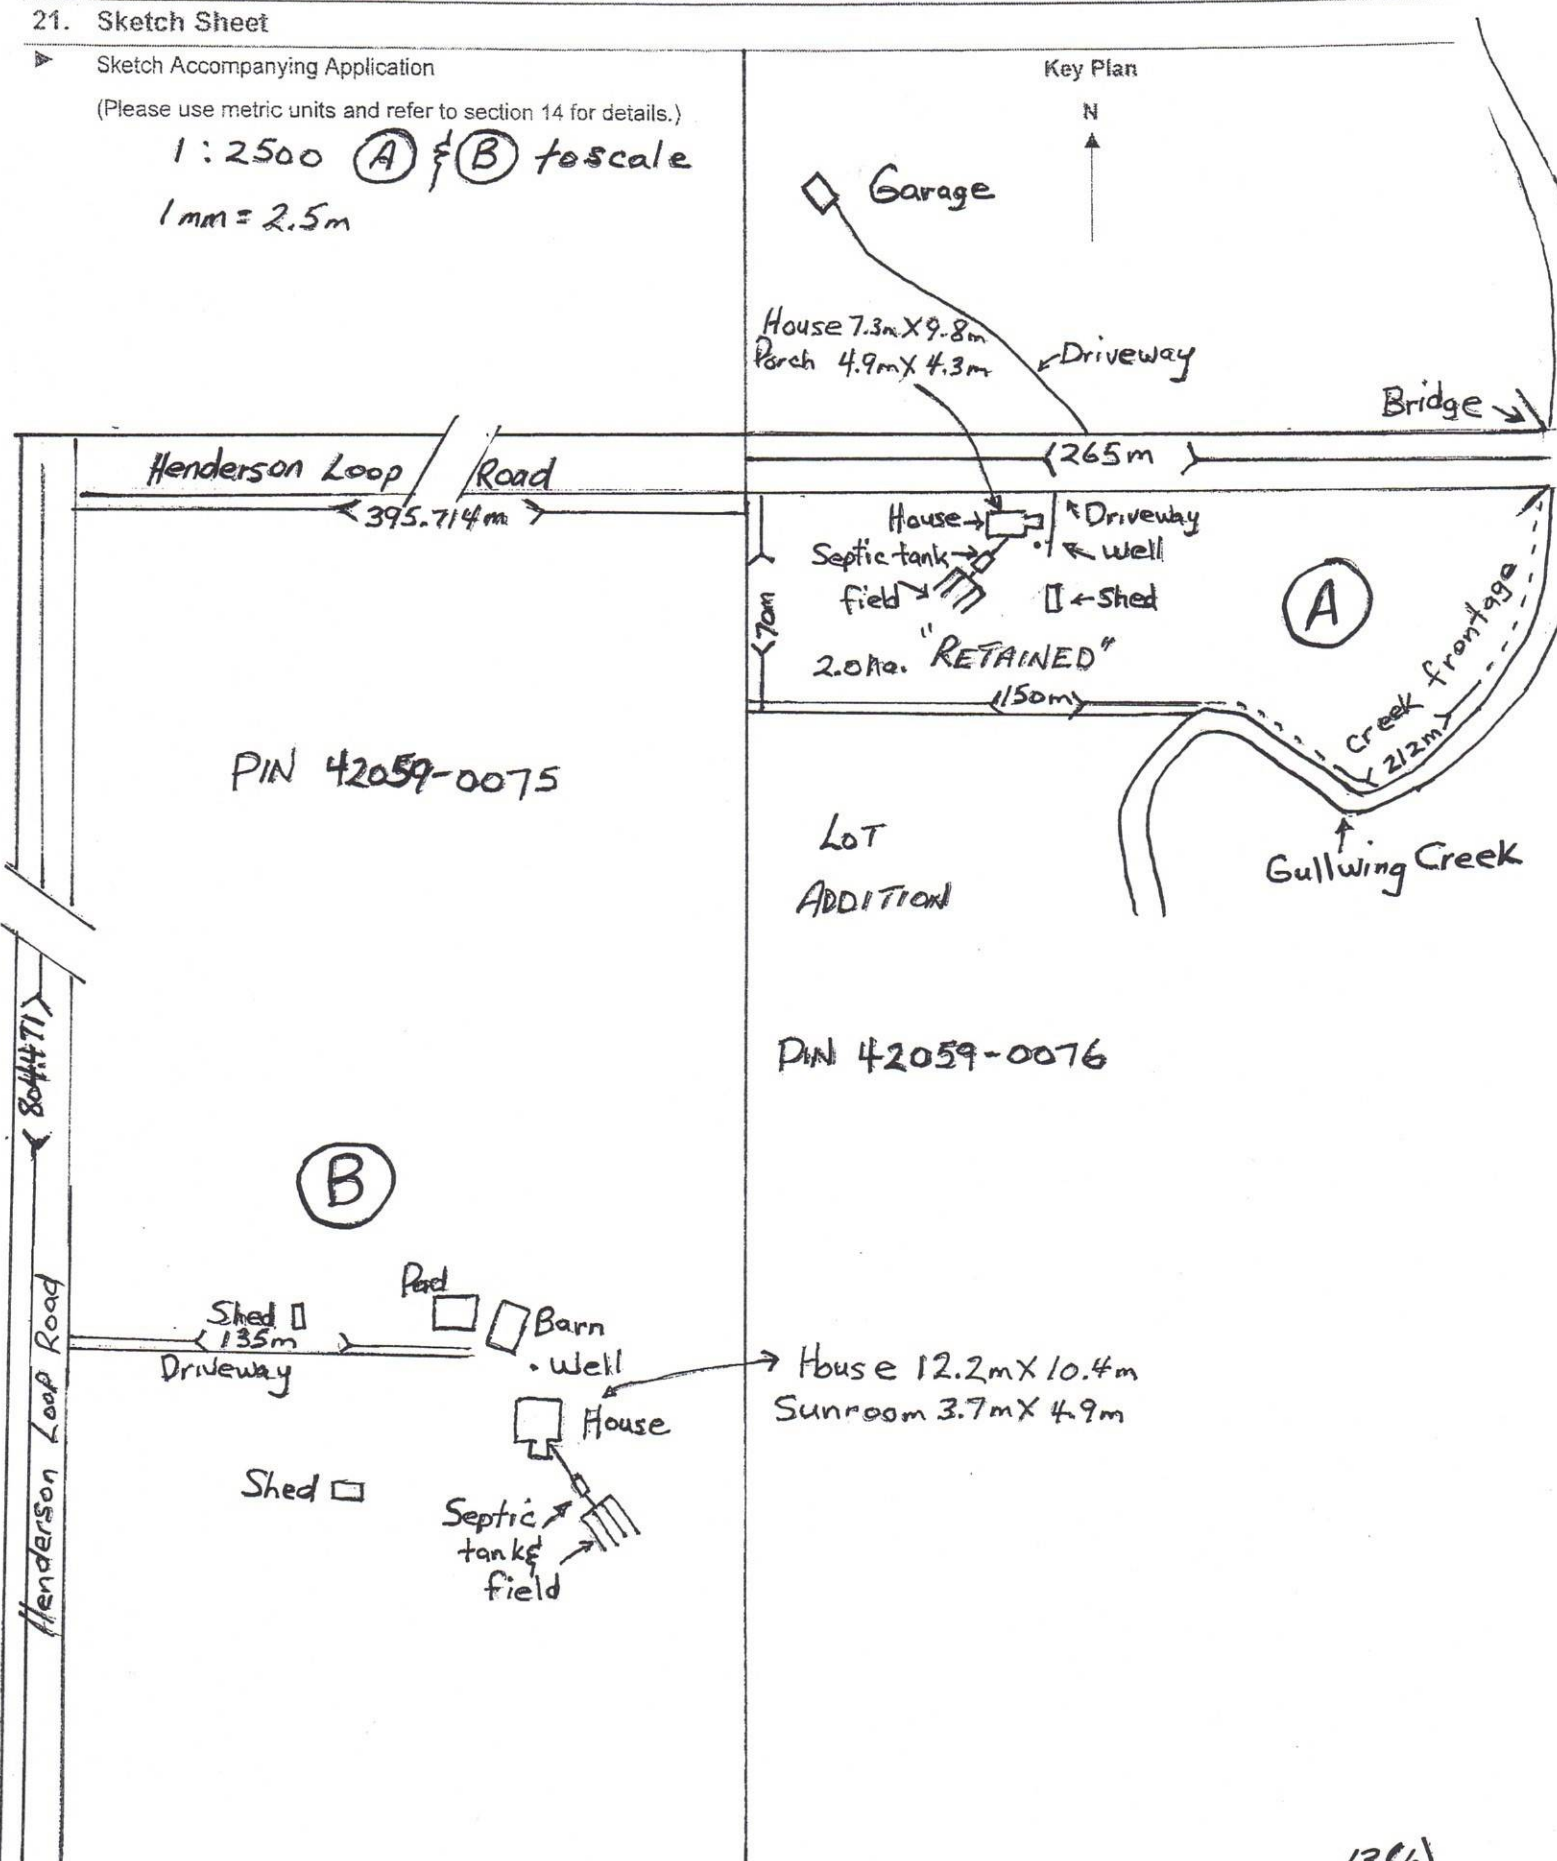 21. Sketch Sheet
Sketch Accompanying Application
(Please use metric units and refer to section 14 for details.)
1:2500 (A) & (B) to scale
1mm = 2.5m
Key Plan
N
Garage
House 7.3m X 9.8m
Porch 4.9m X 4.3m
Driveway
Bridge
Henderson Loop Road
265m
395.714m
House
Driveway
Septic tank
Well
field
Shed
A
70m
2.0ha. "RETAINED"
150m
Creek frontage
212m
PIN 42059-0075
LOT
ADDITION
Gullwing Creek
804.471
PIN 42059-0076
B
Pad
Shed
Barn
135m
Driveway
Well
House 12.2m X 10.4m
Sunroom 3.7m X 4.9m
House
Henderson Loop Road
Shed
Septic
tank &
field